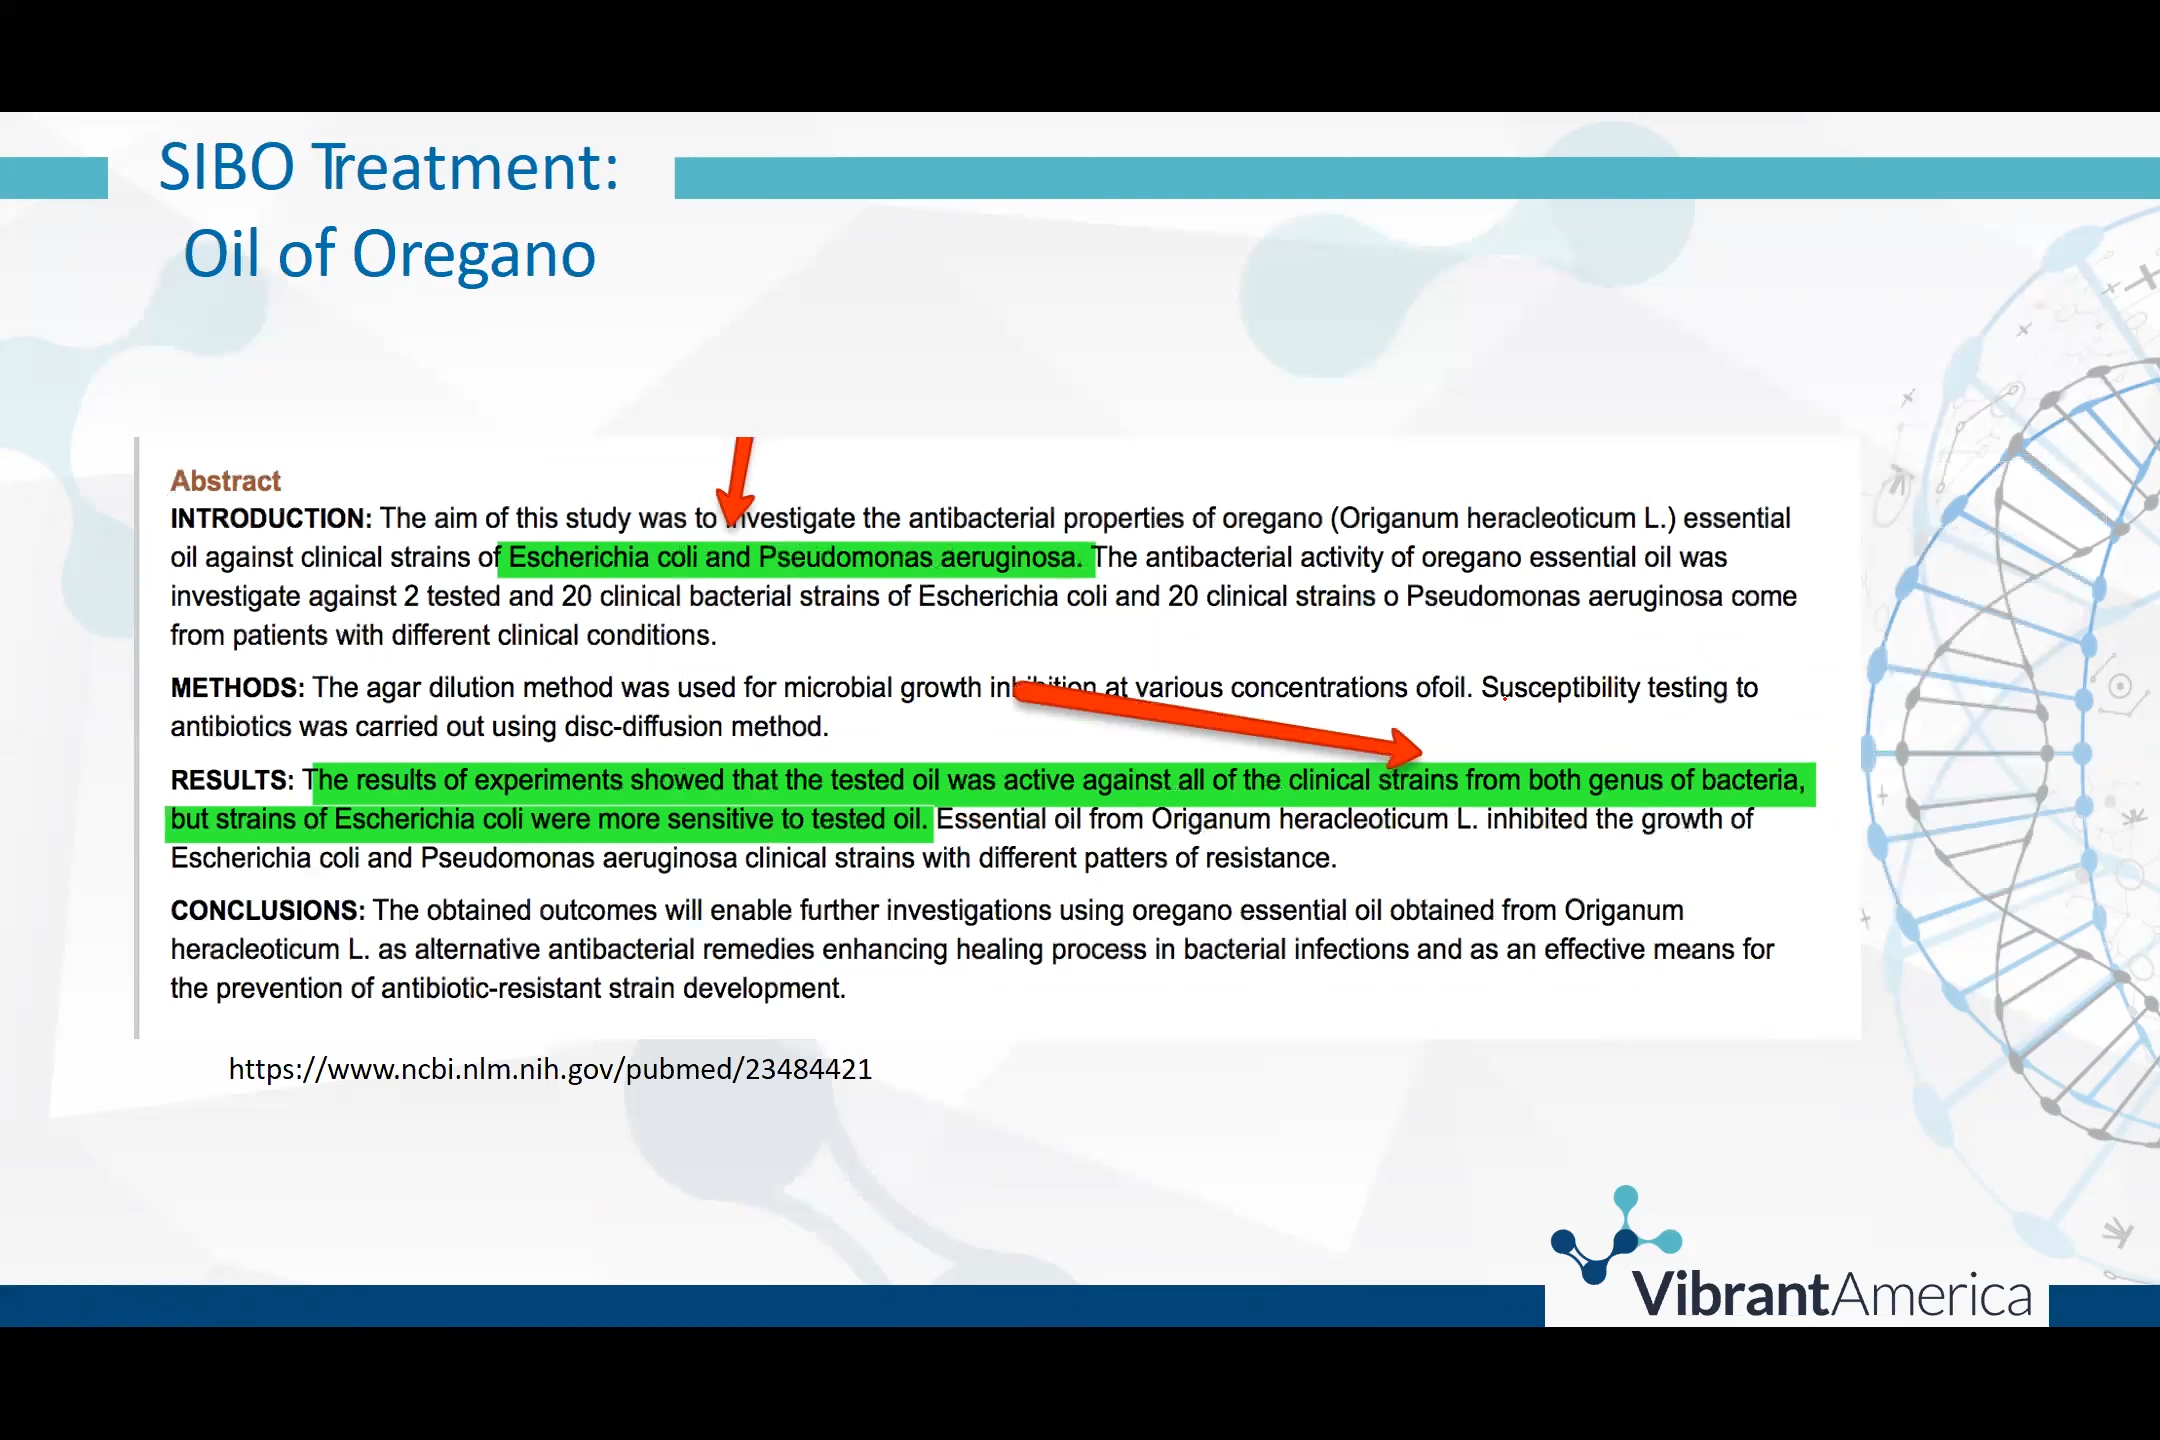 SIBO Treatment:
Oil of Oregano
Abstract
INTRODUCTION: The aim of this study was to investigate the antibacterial properties of oregano (Origanum heracleoticum L.) essential
oil against clinical strains of Escherichia coli and Pseudomonas aeruginosa. The antibacterial activity of oregano essential oil was
investigate against 2 tested and 20 clinical bacterial strains of Escherichia coli and 20 clinical strains o Pseudomonas aeruginosa come
from patients with different clinical conditions.
METHODS: The agar dilution method was used for microbial growth inhibition at various concentrations ofoil. Susceptibility testing to
antibiotics was carried out using disc-diffusion method.
RESULTS: The results of experiments showed that the tested oil was active against all of the clinical strains from both genus of bacteria,
but strains of Escherichia coli were more sensitive to tested oil. Essential oil from Origanum heracleoticum L. inhibited the growth of
Escherichia coli and Pseudomonas aeruginosa clinical strains with different patters of resistance.
CONCLUSIONS: The obtained outcomes will enable further investigations using oregano essential oil obtained from Origanum
heracleoticum L. as alternative antibacterial remedies enhancing healing process in bacterial infections and as an effective means for
the prevention of antibiotic-resistant strain development.
https://www.ncbi.nlm.nih.gov/pubmed/23484421
VibrantAmerica